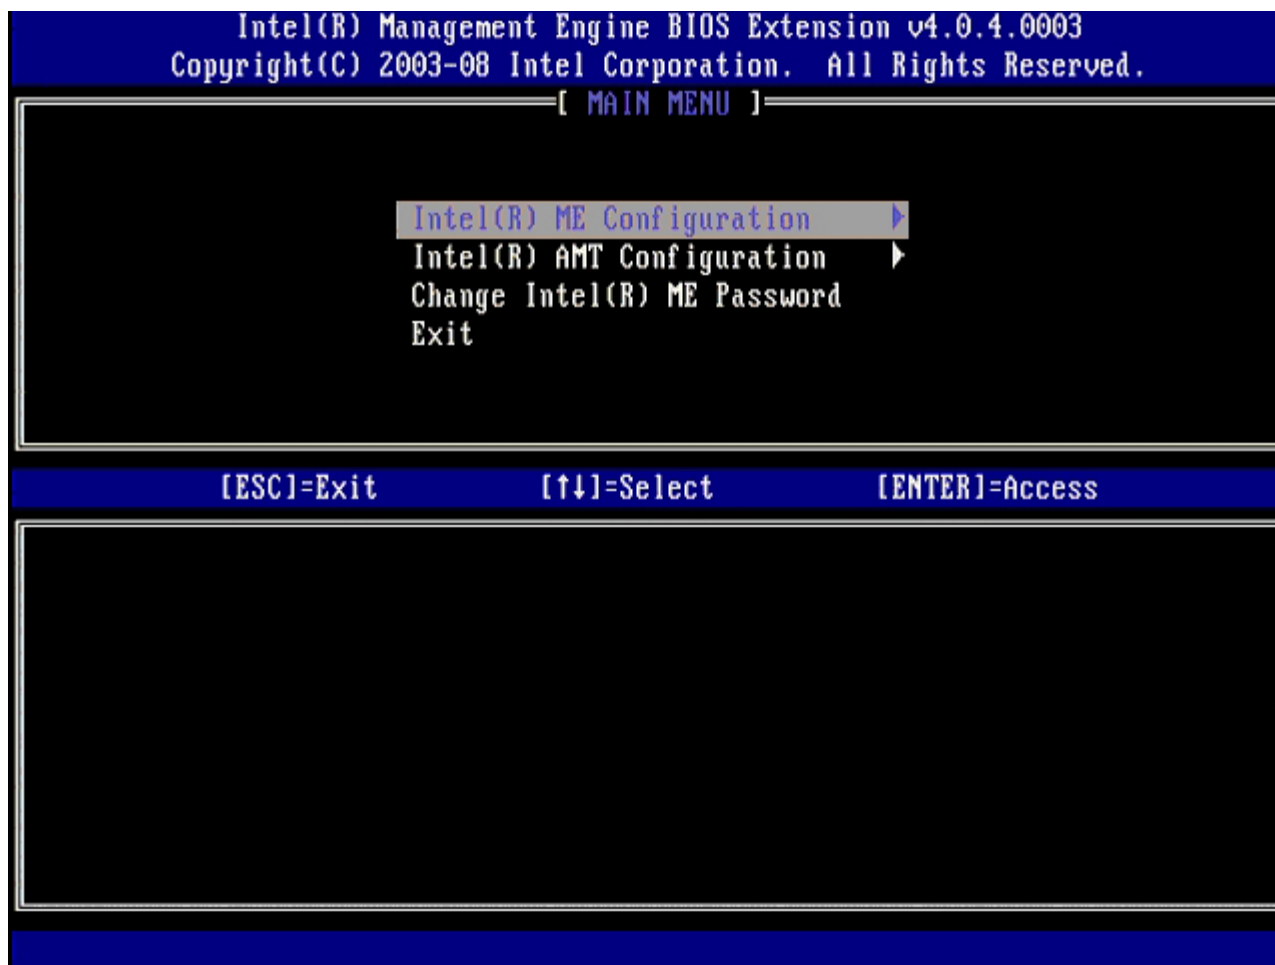 Intel(R) Management Engine BIOS Extension v4.0.4.0003
Copyright(C) 2003-08 Intel Corporation. All Rights Reserved.
[ MAIN MENU ]
Intel(R) ME Configuration ▶
Intel(R) AMT Configuration ▶
Change Intel(R) ME Password
Exit
[ESC]=Exit [↑↓]=Select [ENTER]=Access